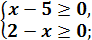 x − 5 ≥ 0,
2 − x ≥ 0;